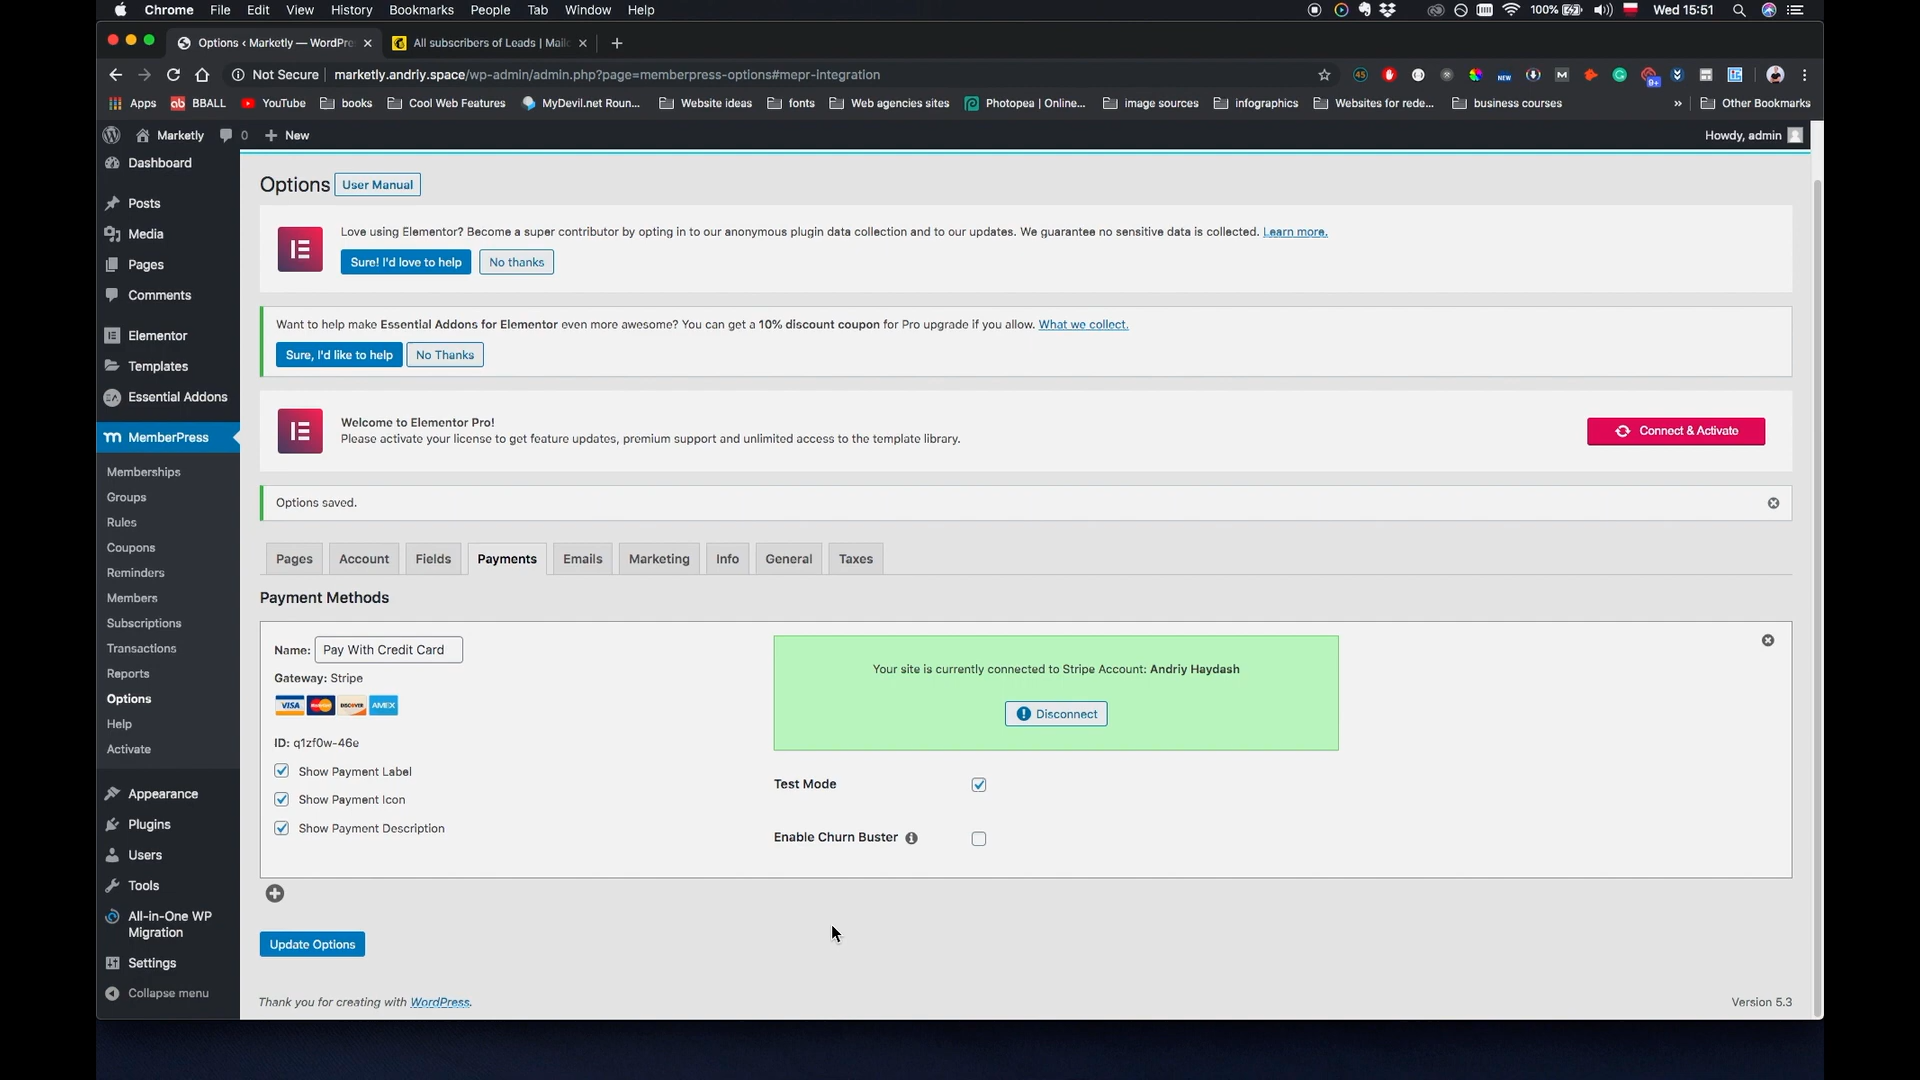 Chrome File Edit View History Bookmarks People Tab Window Help 100% Wed 15:51
Options ‹ Marketly — WordPre All subscribers of Leads | Mailc
Not Secure marketly.andriy.space/wp-admin/admin.php?page=memberpress-options#mepr-integration
Apps BBALL YouTube books Cool Web Features MyDevil.net Roun... Website ideas fonts Web agencies sites Photopea | Online... image sources infographics Websites for rede... business courses » Other Bookmarks
Marketly 0 New Howdy, admin
Dashboard
Posts
Media
Pages
Comments
Elementor
Templates
Essential Addons
MemberPress
Memberships
Groups
Rules
Coupons
Reminders
Members
Subscriptions
Transactions
Reports
Options
Help
Activate
Appearance
Plugins
Users
Tools
All-in-One WP
Migration
Settings
Collapse menu
Options User Manual
Love using Elementor? Become a super contributor by opting in to our anonymous plugin data collection and to our updates. We guarantee no sensitive data is collected. Learn more.
Sure! I'd love to help No thanks
Want to help make Essential Addons for Elementor even more awesome? You can get a 10% discount coupon for Pro upgrade if you allow. What we collect.
Sure, I'd like to help No Thanks
Welcome to Elementor Pro!
Please activate your license to get feature updates, premium support and unlimited access to the template library.
Connect & Activate
Options saved.
Pages Account Fields Payments Emails Marketing Info General Taxes
Payment Methods
Name: Pay With Credit Card
Gateway: Stripe
VISA MasterCard DISCOVER AMEX
ID: q1zf0w-46e
Show Payment Label
Show Payment Icon
Show Payment Description
Your site is currently connected to Stripe Account: Andriy Haydash
Disconnect
Test Mode
Enable Churn Buster
Update Options
Thank you for creating with WordPress. Version 5.3